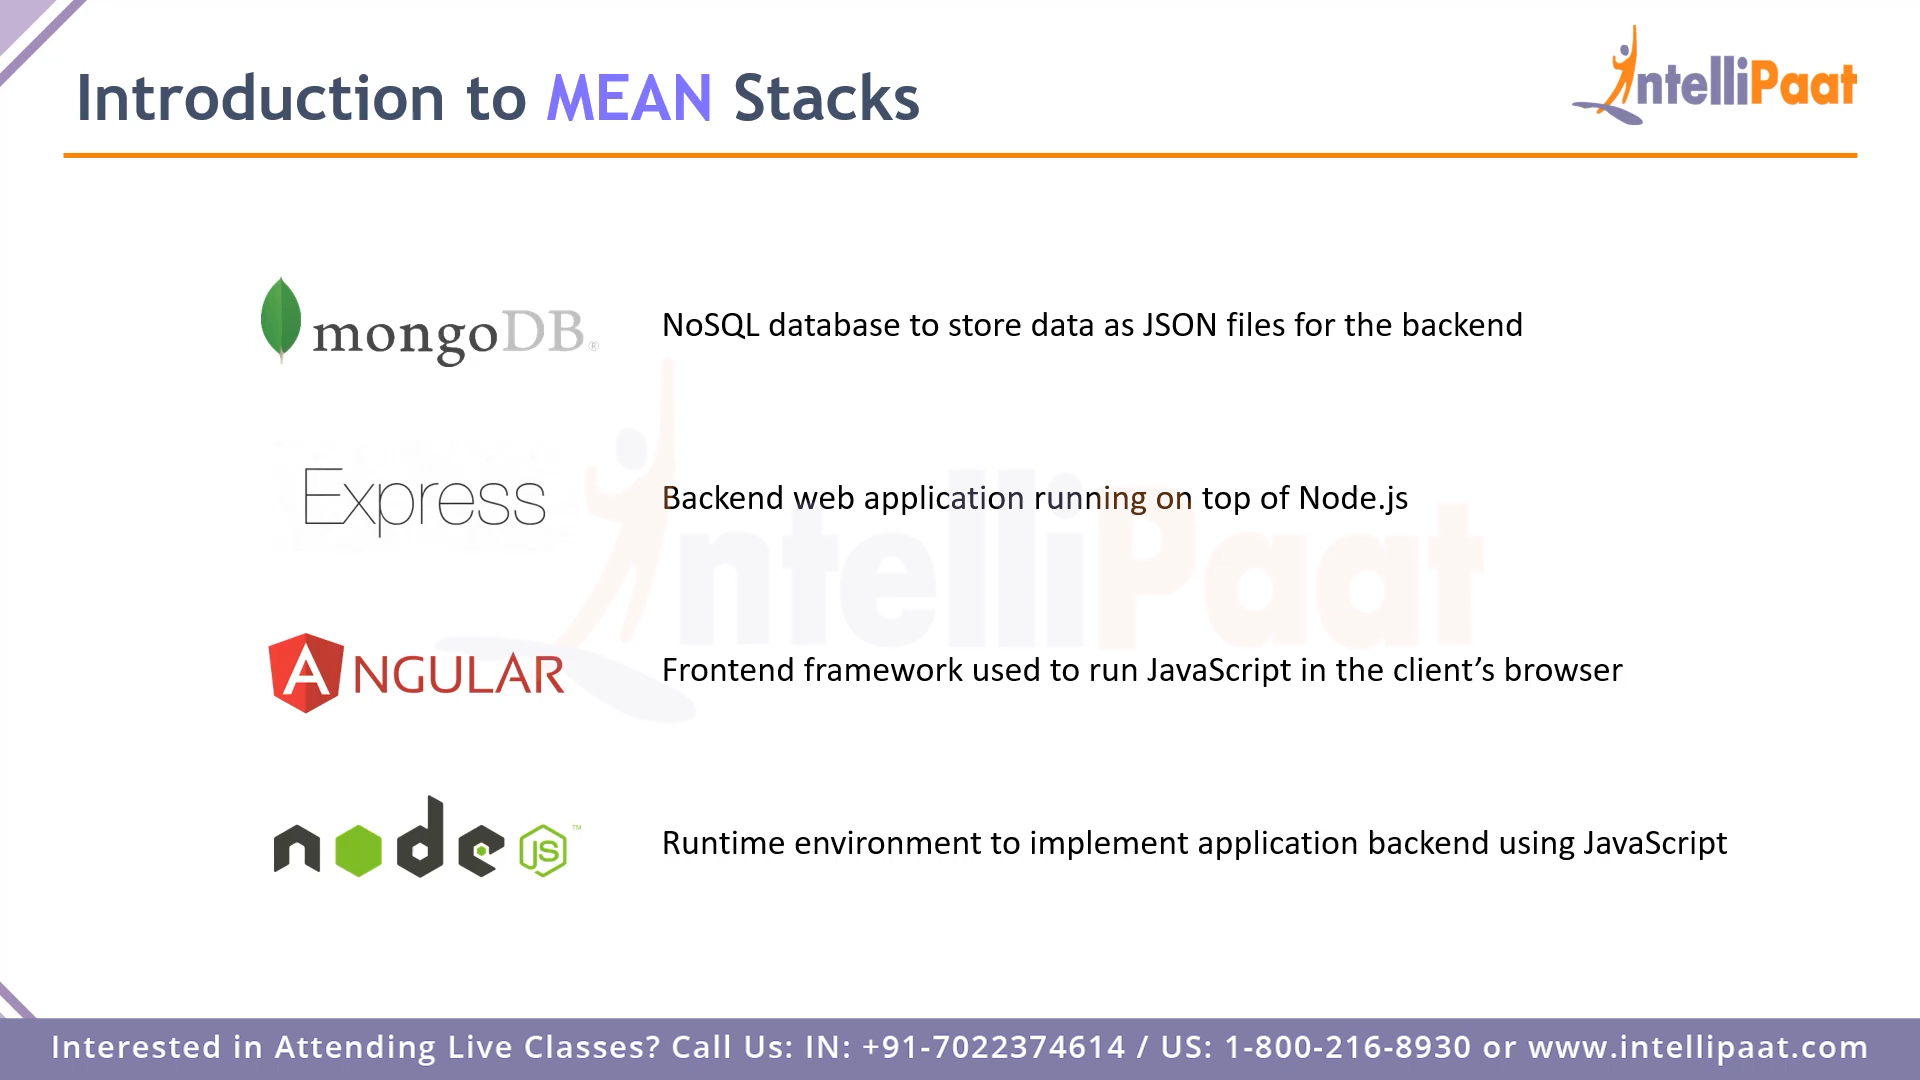 Introduction to MEAN Stacks
IntelliPaat
mongoDB®
NoSQL database to store data as JSON files for the backend
Express
Backend web application running on top of Node.js
IntelliPaat
ANGULAR
Frontend framework used to run JavaScript in the client’s browser
node JS ™
Runtime environment to implement application backend using JavaScript
Interested in Attending Live Classes? Call Us: IN: +91-7022374614 / US: 1-800-216-8930 or www.intellipaat.com